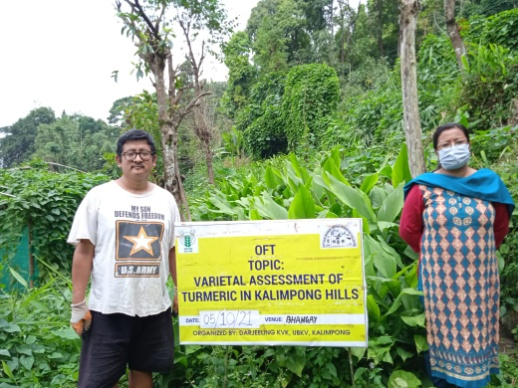 MY SON
DEFENDS FREEDOM
U.S. ARMY
OFT
TOPIC:
VARIETAL ASSESSMENT OF
TURMERIC IN KALIMPONG HILLS
DATE: 05/10/21 VENUE: BHANGAY
ORGANIZED BY: DARJEELING KVK, UBKV, KALIMPONG